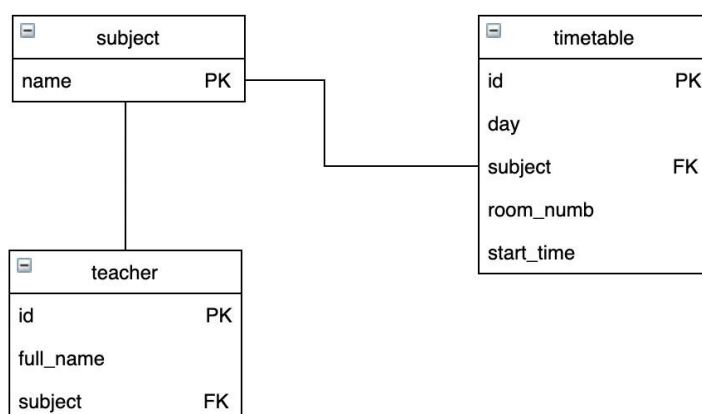 subject
name PK
timetable
id PK
day
subject FK
room_numb
start_time
teacher
id PK
full_name
subject FK